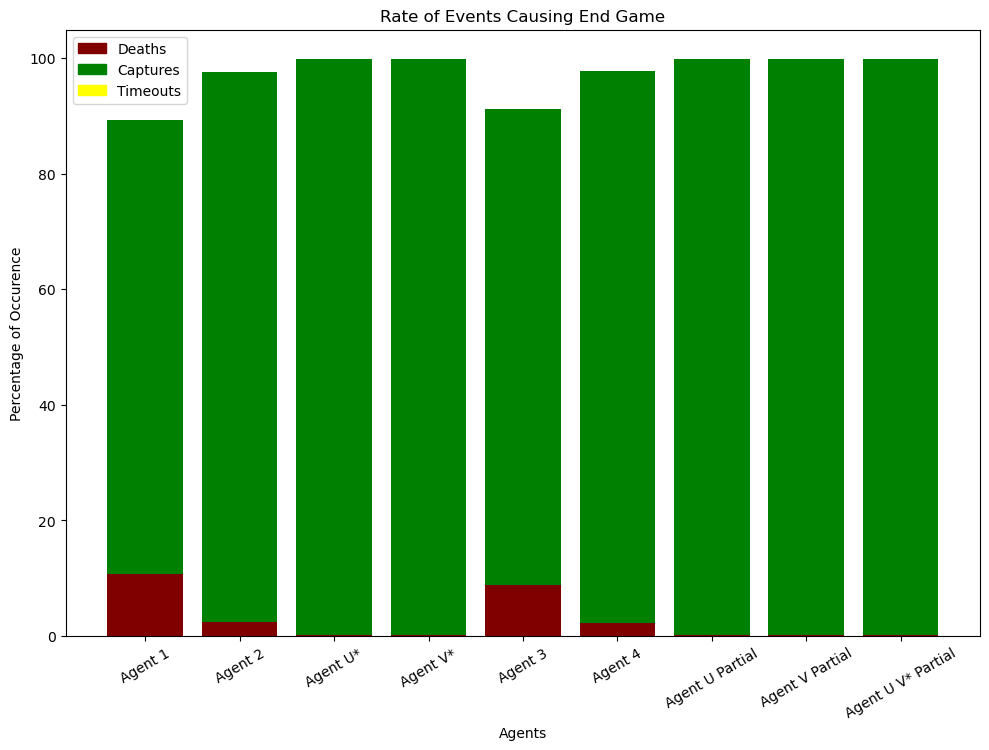 Rate of Events Causing End Game
Deaths
Captures
Timeouts
Percentage of Occurence
100
80
60
40
20
0
Agent 1
Agent 2
Agent U*
Agent V*
Agent 3
Agent 4
Agent U Partial
Agent V Partial
Agent U V* Partial
Agents